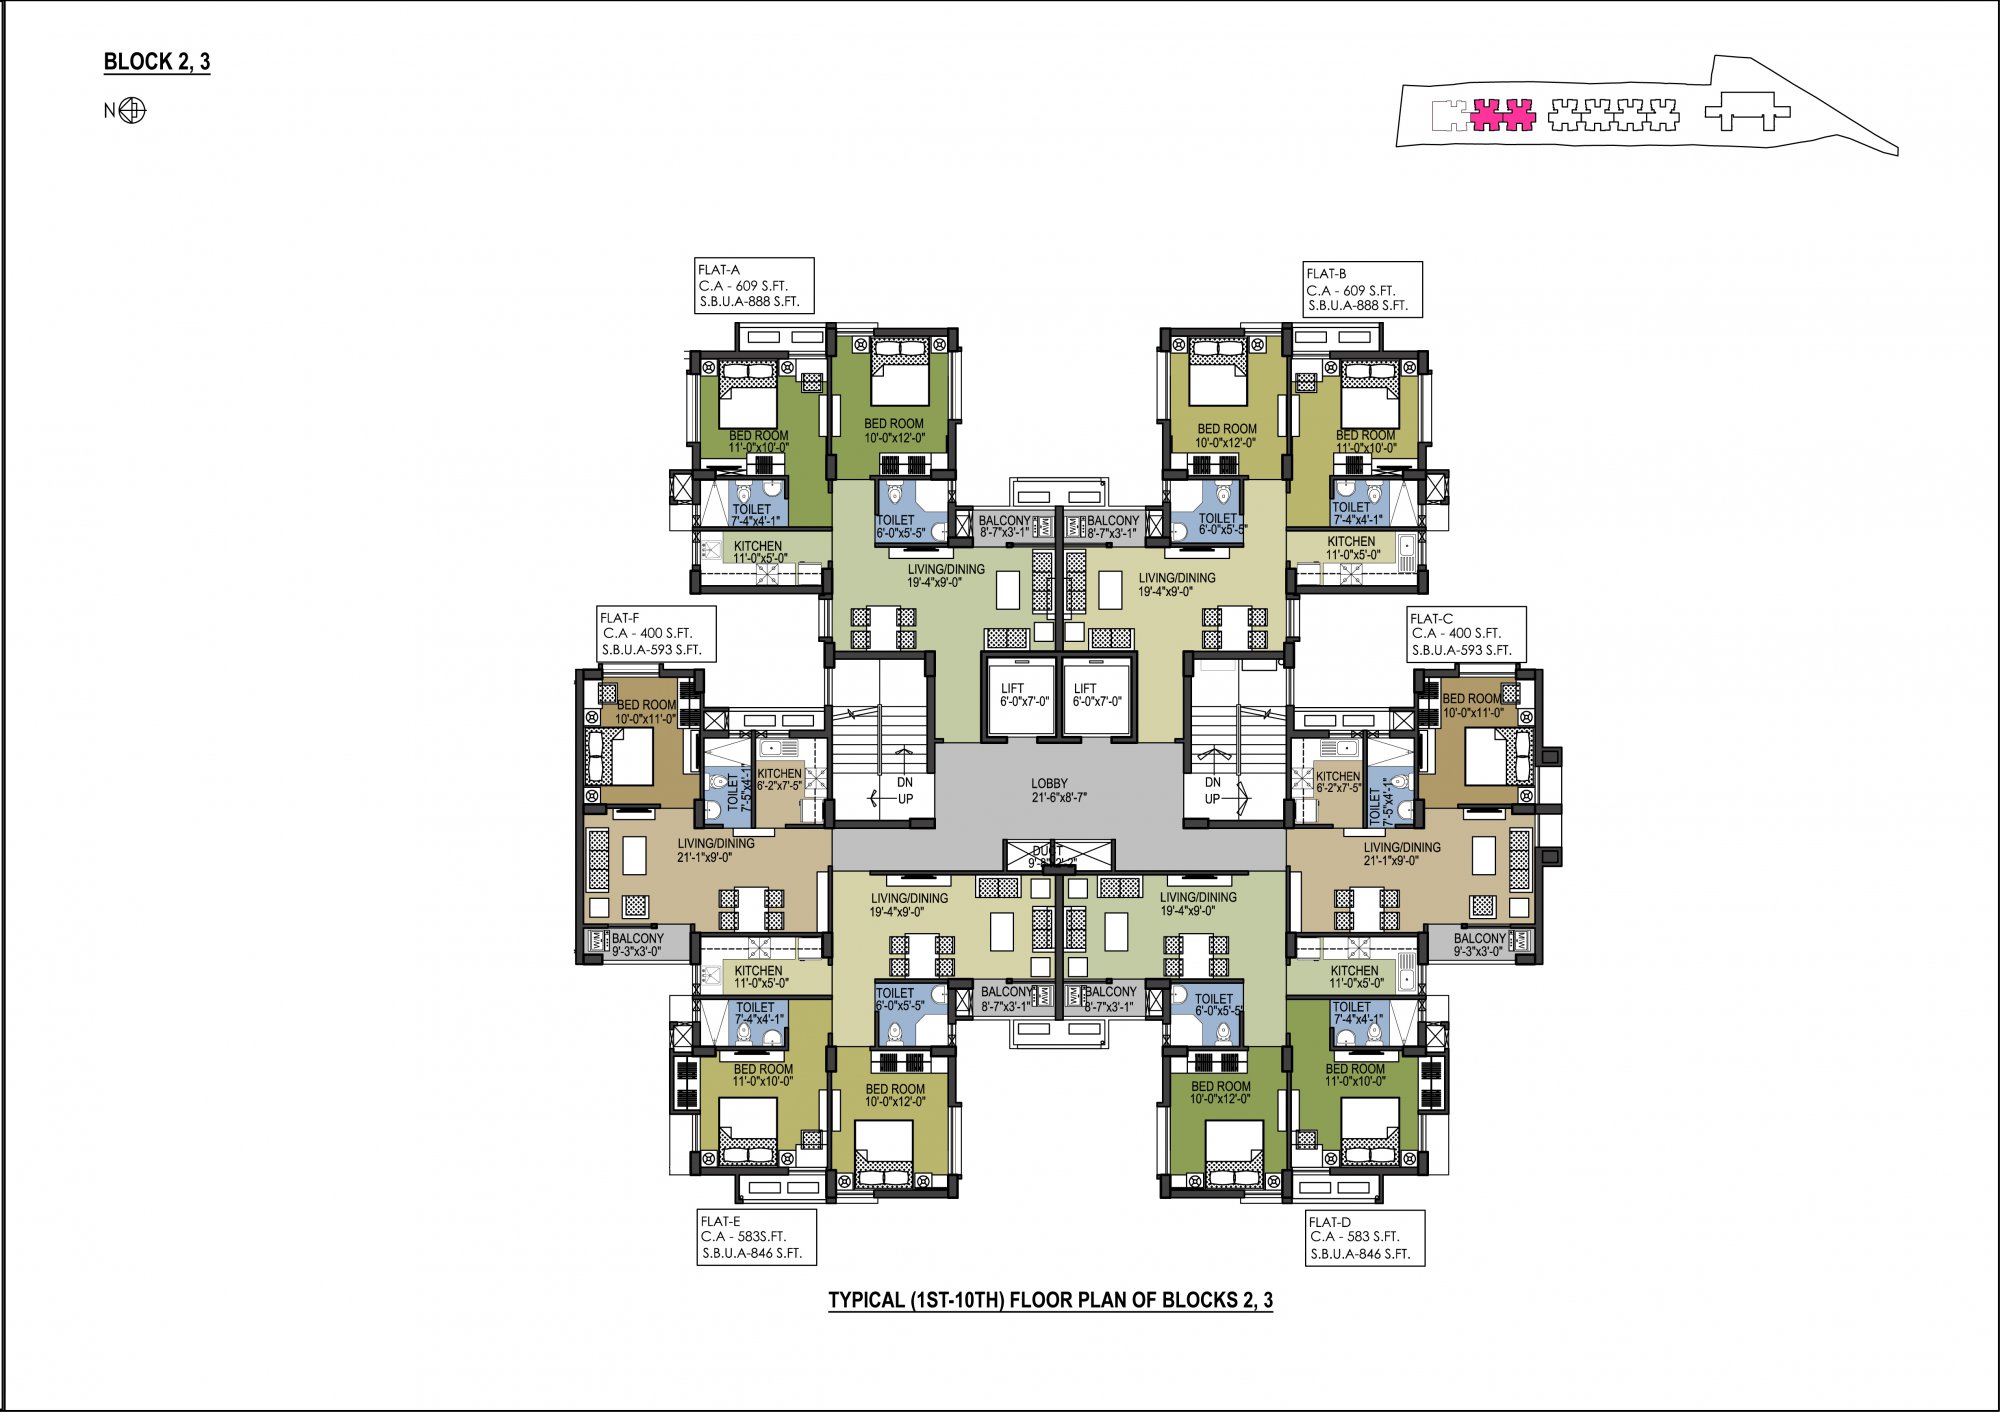 BLOCK 2, 3
N
FLAT-A
C.A - 609 S.FT.
S.B.U.A-888 S.FT.
FLAT-B
C.A - 609 S.FT.
S.B.U.A-888 S.FT.
BED ROOM
11'-0"x10'-0"
BED ROOM
10'-0"x12'-0"
BED ROOM
10'-0"x12'-0"
BED ROOM
11'-0"x10'-0"
TOILET
7'-4"x4'-1"
TOILET
6'-0"x5'-5"
BALCONY
8'-7"x3'-1"
M/W
M/W
BALCONY
8'-7"x3'-1"
TOILET
6'-0"x5'-5"
TOILET
7'-4"x4'-1"
KITCHEN
11'-0"x5'-0"
LIVING/DINING
19'-4"x9'-0"
LIVING/DINING
19'-4"x9'-0"
KITCHEN
11'-0"x5'-0"
FLAT-F
C.A - 400 S.FT.
S.B.U.A-593 S.FT.
FLAT-C
C.A - 400 S.FT.
S.B.U.A-593 S.FT.
BED ROOM
10'-0"x11'-0"
LIFT
6'-0"x7'-0"
LIFT
6'-0"x7'-0"
BED ROOM
10'-0"x11'-0"
TOILET
7'-5"x4'-1"
KITCHEN
6'-2"x7'-5"
DN
UP
LOBBY
21'-6"x8'-7"
DN
UP
KITCHEN
6'-2"x7'-5"
TOILET
7'-5"x4'-1"
LIVING/DINING
21'-1"x9'-0"
DUCT
LIVING/DINING
21'-1"x9'-0"
LIVING/DINING
19'-4"x9'-0"
LIVING/DINING
19'-4"x9'-0"
M/W
BALCONY
9'-3"x3'-0"
BALCONY
9'-3"x3'-0"
M/W
KITCHEN
11'-0"x5'-0"
TOILET
6'-0"x5'-5"
BALCONY
8'-7"x3'-1"
M/W
M/W
BALCONY
8'-7"x3'-1"
TOILET
6'-0"x5'-5"
KITCHEN
11'-0"x5'-0"
TOILET
7'-4"x4'-1"
TOILET
7'-4"x4'-1"
BED ROOM
11'-0"x10'-0"
BED ROOM
10'-0"x12'-0"
BED ROOM
10'-0"x12'-0"
BED ROOM
11'-0"x10'-0"
FLAT-E
C.A - 583S.FT.
S.B.U.A-846 S.FT.
FLAT-D
C.A - 583 S.FT.
S.B.U.A-846 S.FT.
TYPICAL (1ST-10TH) FLOOR PLAN OF BLOCKS 2, 3